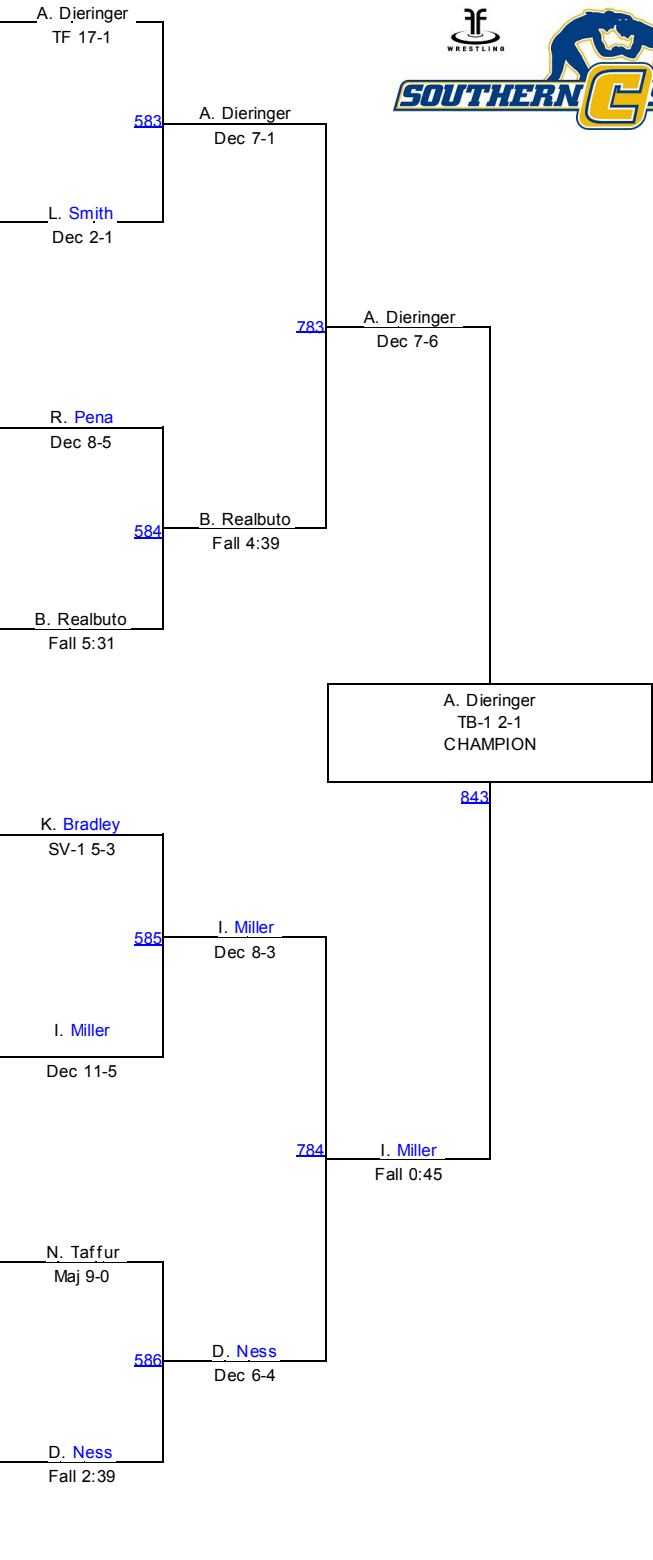 A. Dieringer
TF 17-1
WRESTLING
SOUTHERN C S
583
A. Dieringer
Dec 7-1
L. Smith
Dec 2-1
783
A. Dieringer
Dec 7-6
R. Pena
Dec 8-5
584
B. Realbuto
Fall 4:39
B. Realbuto
Fall 5:31
A. Dieringer
TB-1 2-1
CHAMPION
843
K. Bradley
SV-1 5-3
585
I. Miller
Dec 8-3
I. Miller
Dec 11-5
784
I. Miller
Fall 0:45
N. Taffur
Maj 9-0
586
D. Ness
Dec 6-4
D. Ness
Fall 2:39